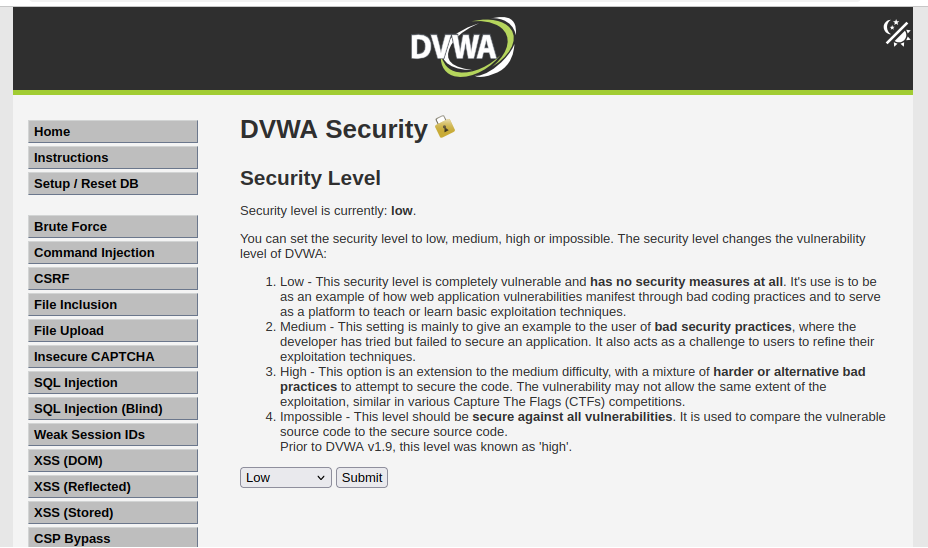 DVWA
Home
Instructions
Setup / Reset DB
Brute Force
Command Injection
CSRF
File Inclusion
File Upload
Insecure CAPTCHA
SQL Injection
SQL Injection (Blind)
Weak Session IDs
XSS (DOM)
XSS (Reflected)
XSS (Stored)
CSP Bypass
DVWA Security
Security Level
Security level is currently: low.
You can set the security level to low, medium, high or impossible. The security level changes the vulnerability
level of DVWA:
1. Low - This security level is completely vulnerable and has no security measures at all. It's use is to be
as an example of how web application vulnerabilities manifest through bad coding practices and to serve
as a platform to teach or learn basic exploitation techniques.
2. Medium - This setting is mainly to give an example to the user of bad security practices, where the
developer has tried but failed to secure an application. It also acts as a challenge to users to refine their
exploitation techniques.
3. High - This option is an extension to the medium difficulty, with a mixture of harder or alternative bad
practices to attempt to secure the code. The vulnerability may not allow the same extent of the
exploitation, similar in various Capture The Flags (CTFs) competitions.
4. Impossible - This level should be secure against all vulnerabilities. It is used to compare the vulnerable
source code to the secure source code.
Prior to DVWA v1.9, this level was known as 'high'.
Low
Submit